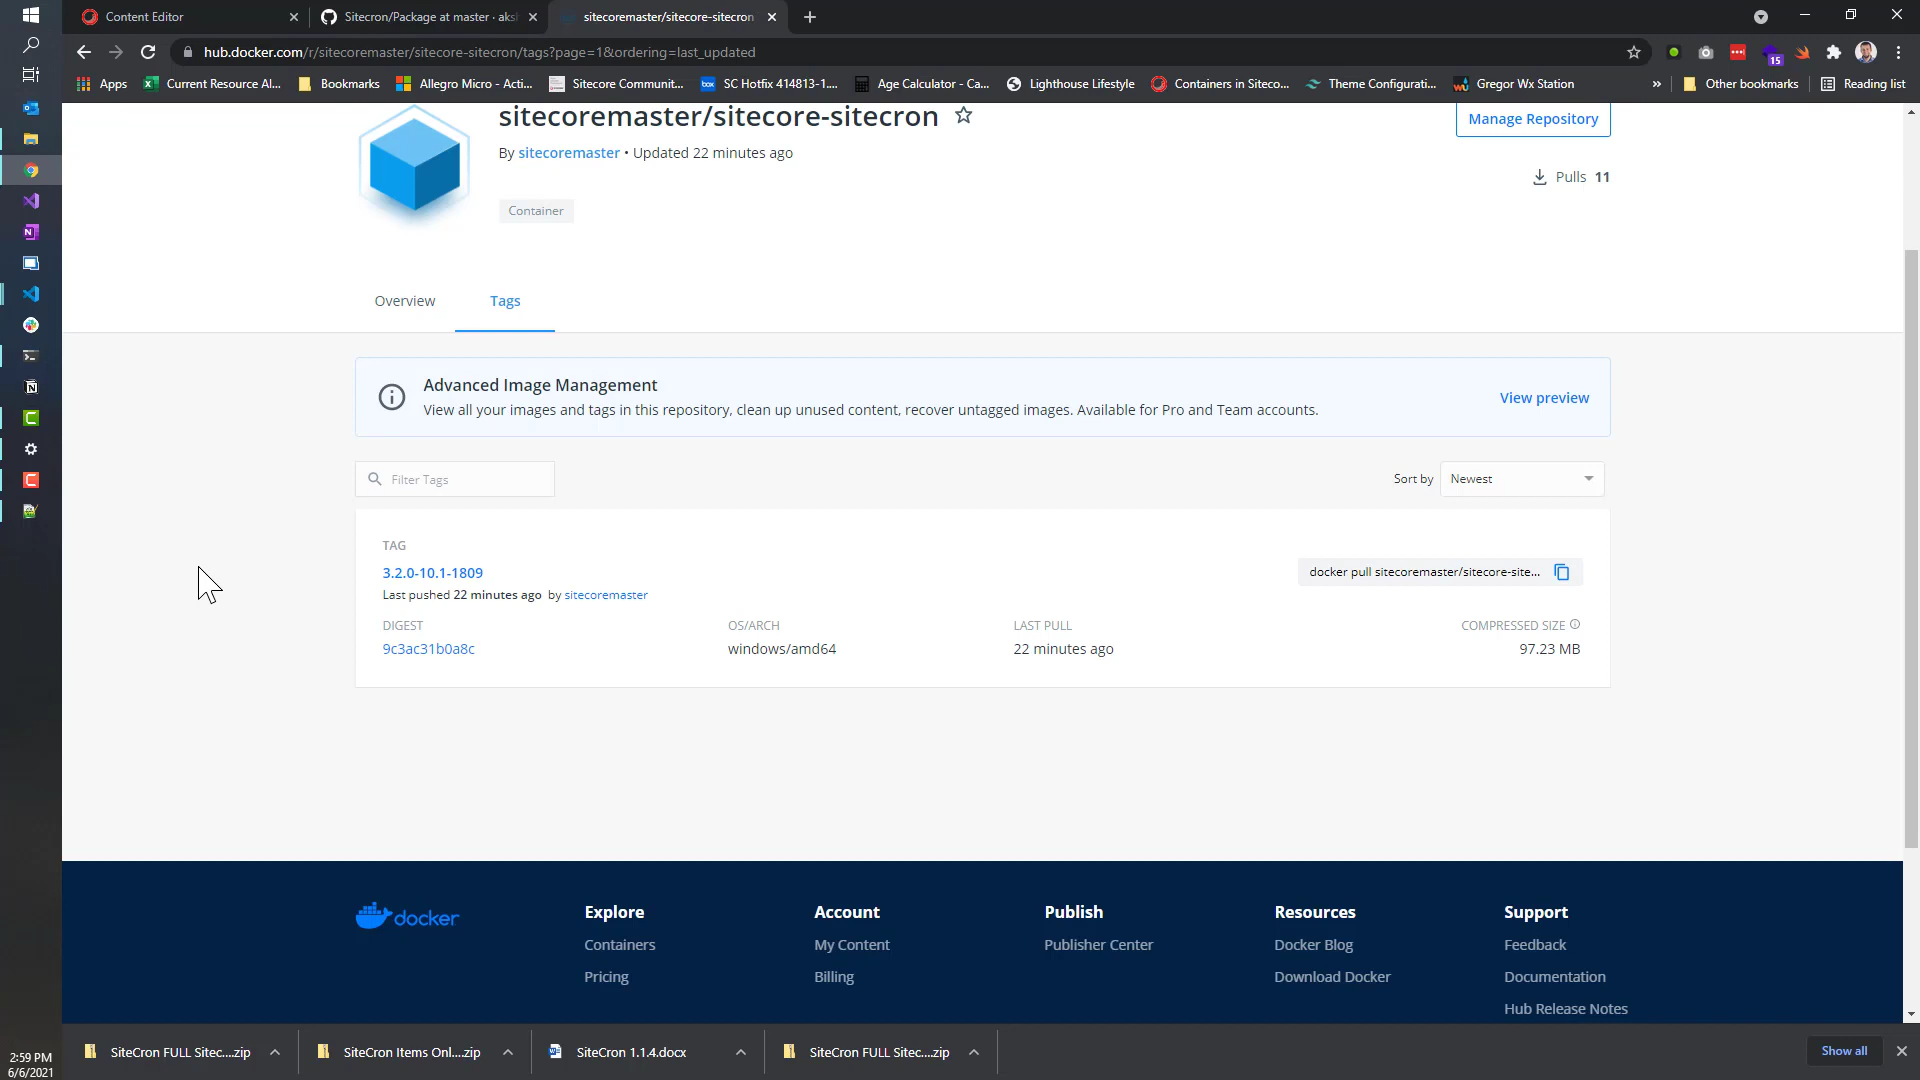 Content Editor
Sitecron/Package at master · aks
sitecoremaster/sitecore-sitecron
hub.docker.com/r/sitecoremaster/sitecore-sitecron/tags?page=1&ordering=last_updated
15
Apps
Current Resource Al...
Bookmarks
Allegro Micro - Acti...
Sitecore Communit...
SC Hotfix 414813-1....
Age Calculator - Ca...
Lighthouse Lifestyle
Containers in Siteco...
Theme Configurati...
Gregor Wx Station
»
Other bookmarks
Reading list
sitecoremaster/sitecore-sitecron
Manage Repository
By sitecoremaster • Updated 22 minutes ago
Pulls 11
Container
Overview
Tags
Advanced Image Management
View all your images and tags in this repository, clean up unused content, recover untagged images. Available for Pro and Team accounts.
View preview
Filter Tags
Sort by
Newest
TAG
3.2.0-10.1-1809
docker pull sitecoremaster/sitecore-site...
Last pushed 22 minutes ago by sitecoremaster
DIGEST
OS/ARCH
LAST PULL
COMPRESSED SIZE
9c3ac31b0a8c
windows/amd64
22 minutes ago
97.23 MB
docker
Explore
Account
Publish
Resources
Support
Containers
My Content
Publisher Center
Docker Blog
Feedback
Pricing
Billing
Download Docker
Documentation
Hub Release Notes
SiteCron FULL Sitec....zip
SiteCron Items Onl....zip
SiteCron 1.1.4.docx
SiteCron FULL Sitec....zip
Show all
2:59 PM
6/6/2021